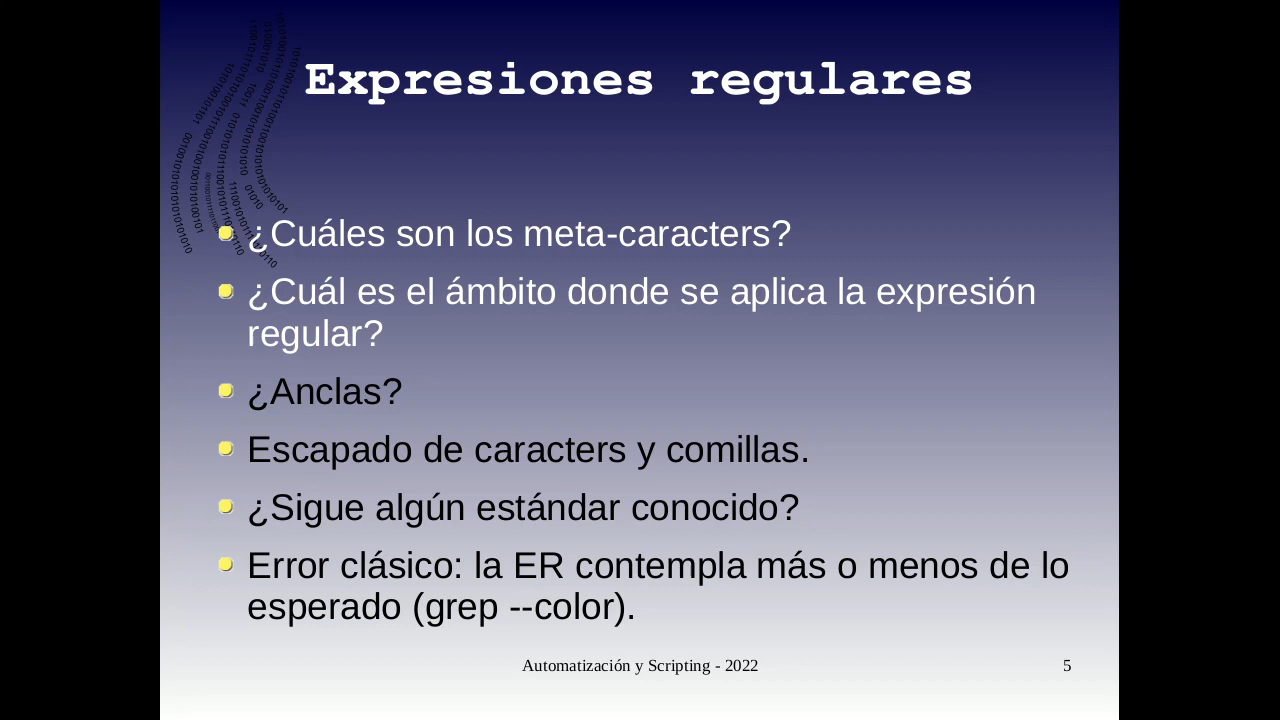 Expresiones regulares
¿Cuáles son los meta-caracters?
¿Cuál es el ámbito donde se aplica la expresión
regular?
¿Anclas?
Escapado de caracters y comillas.
¿Sigue algún estándar conocido?
Error clásico: la ER contempla más o menos de lo
esperado (grep --color).
Automatización y Scripting - 2022
5